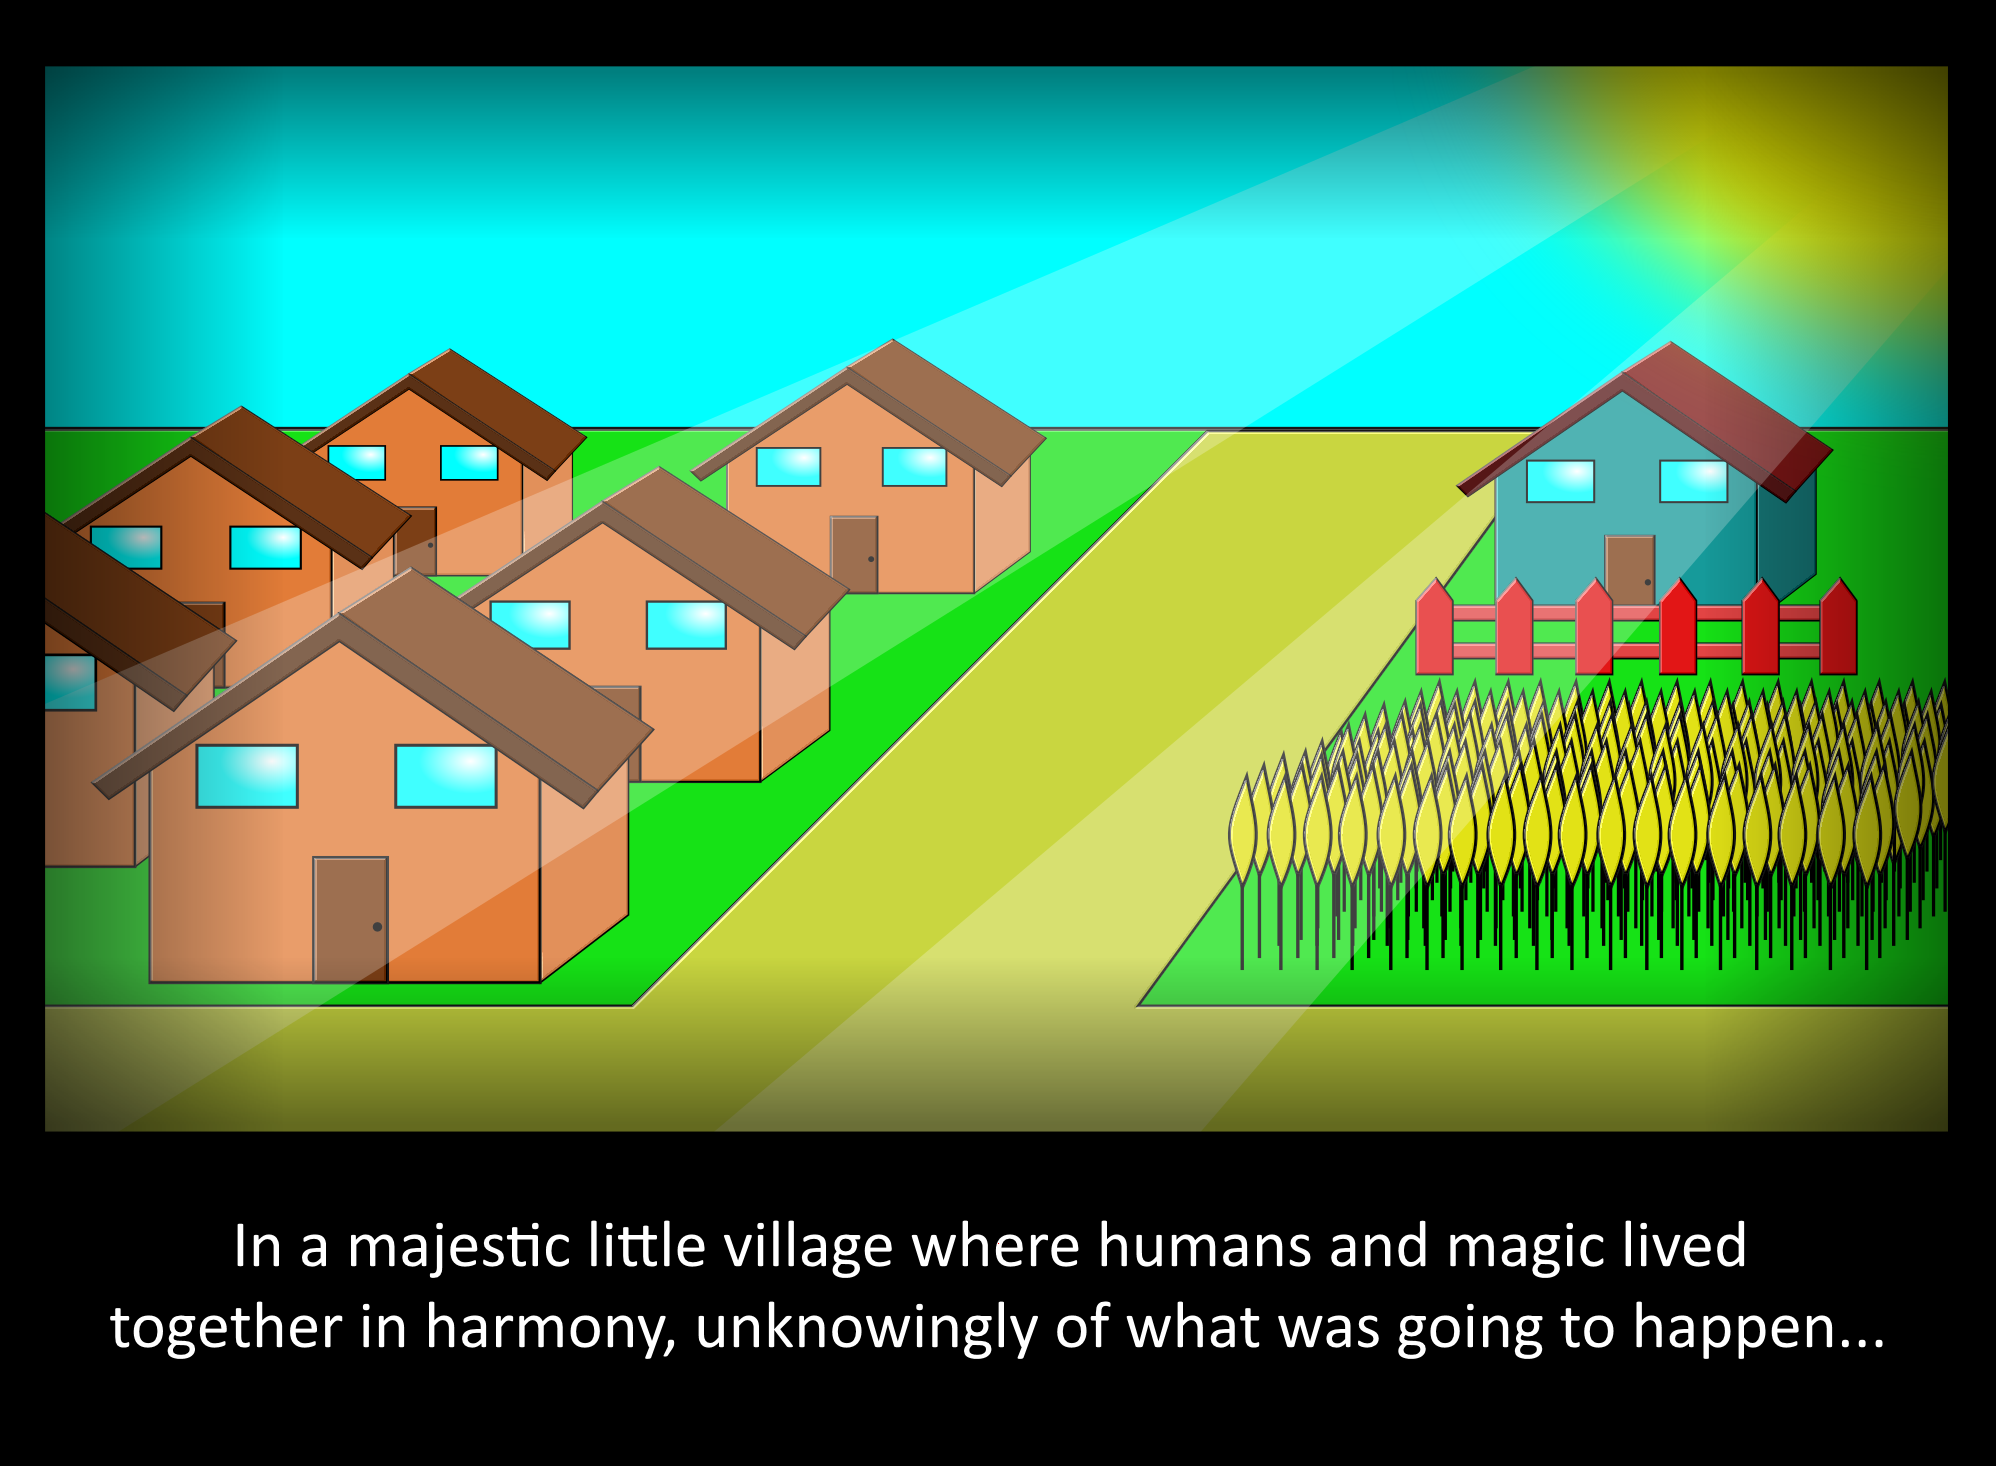 In a majestic little village where humans and magic lived
together in harmony, unknowingly of what was going to happen...